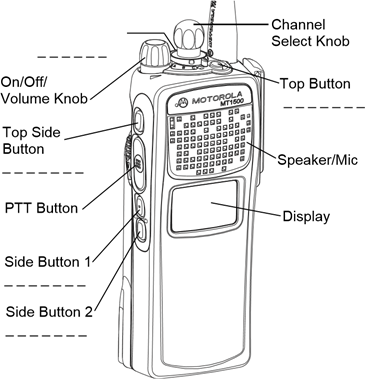 Channel
Select Knob
On/Off/
Volume Knob
Top Button
MOTOROLA
MT1500
Top Side
Button
Speaker/Mic
PTT Button
Display
Side Button 1
Side Button 2